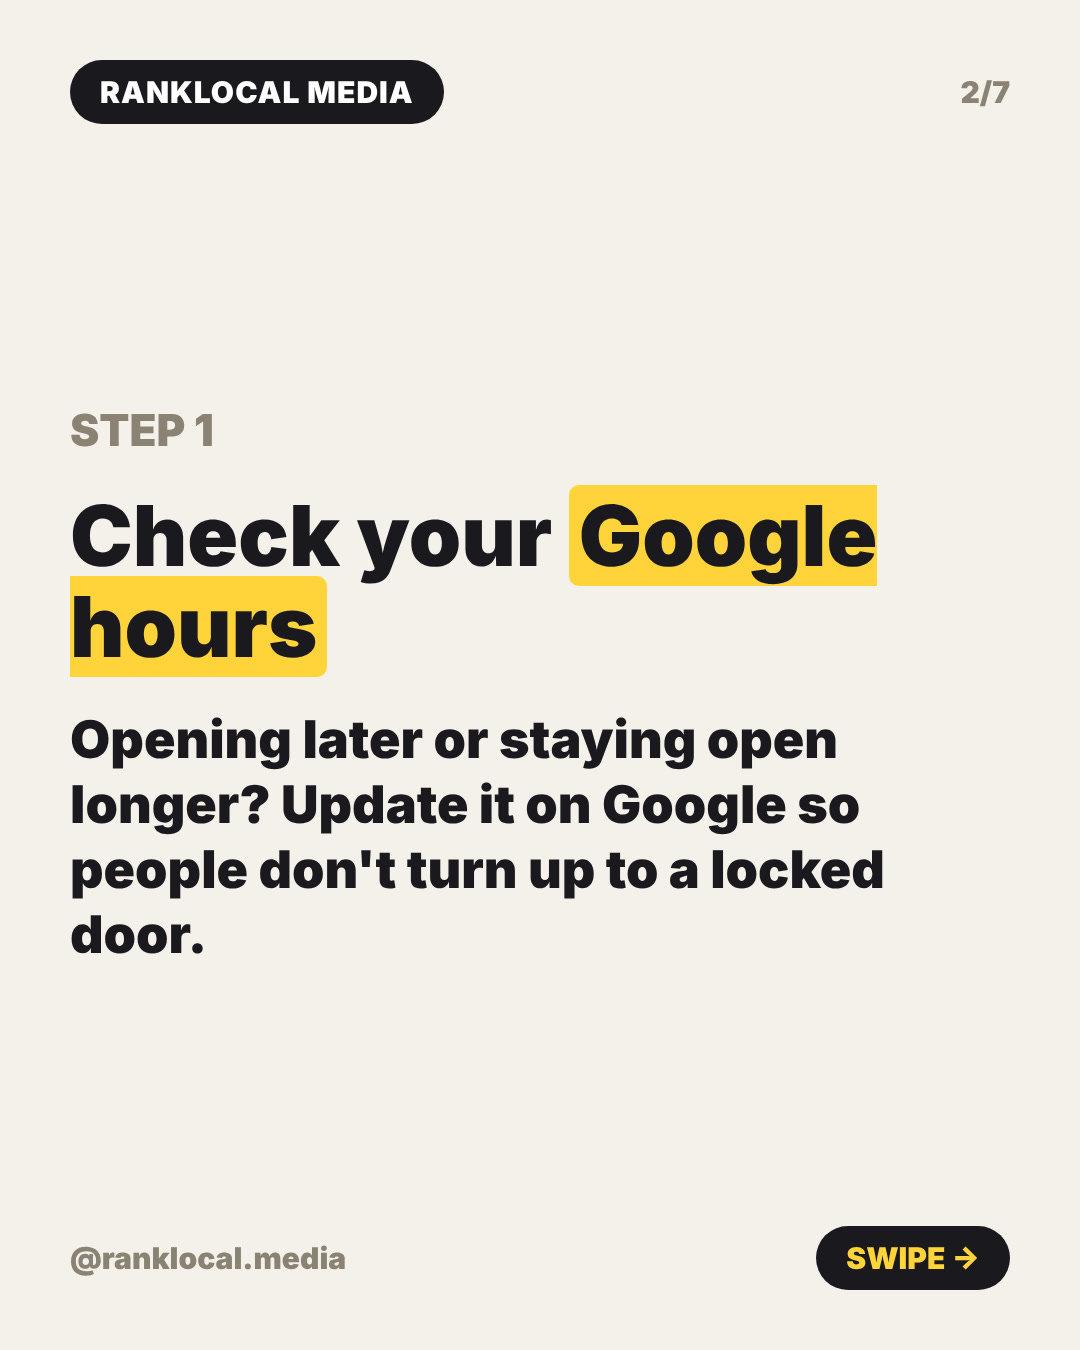 RANKLOCAL MEDIA
2/7
STEP 1
Check your Google
hours
Opening later or staying open
longer? Update it on Google so
people don't turn up to a locked
door.
@ranklocal.media
SWIPE →